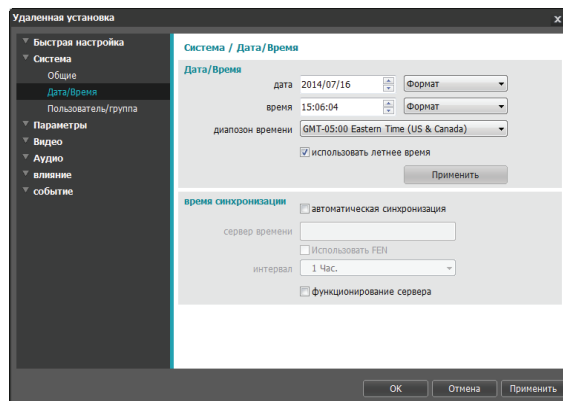 Удаленная установка
x
Быстрая настройка
Система
Общие
Дата/Время
Пользователь/группа
Параметры
Видео
Аудио
влияние
событие
Система / Дата/Время
Дата/Время
дата 2014/07/16 Формат
время 15:06:04 Формат
диапозон времени GMT-05:00 Eastern Time (US & Canada)
использовать летнее время
Применить
время синхронизации
автоматическая синхронизация
сервер времени
Использовать FEN
интервал 1 Час.
функционирование сервера
OK Отмена Применить